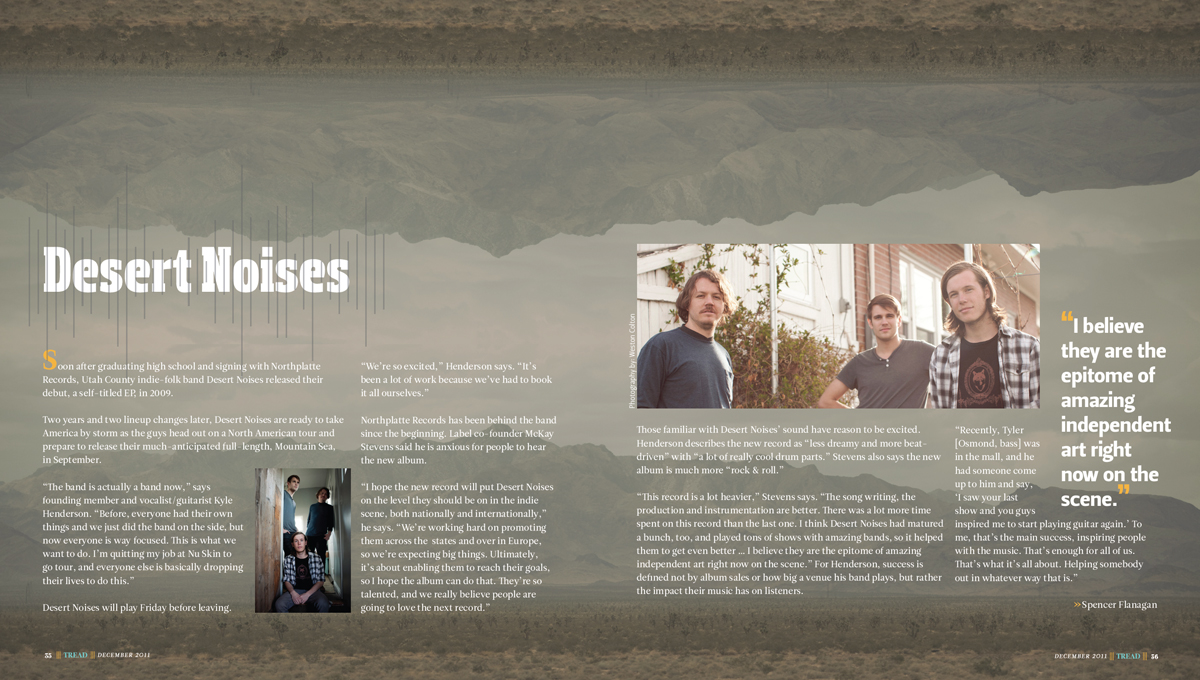 Desert Noises
Soon after graduating high school and signing with Northplatte
Records, Utah County indie-folk band Desert Noises released their
debut, a self-titled EP, in 2009.
Two years and two lineup changes later, Desert Noises are ready to take
America by storm as the guys head out on a North American tour and
prepare to release their much-anticipated full-length, Mountain Sea,
in September.
“The band is actually a band now,” says
founding member and vocalist/guitarist Kyle
Henderson. “Before, everyone had their own
things and we just did the band on the side, but
now everyone is way focused. This is what we
want to do. I’m quitting my job at Nu Skin to
go tour, and everyone else is basically dropping
their lives to do this.”
Desert Noises will play Friday before leaving.
“We’re so excited,” Henderson says. “It’s
been a lot of work because we’ve had to book
it all ourselves.”
Northplatte Records has been behind the band
since the beginning. Label co-founder McKay
Stevens said he is anxious for people to hear
the new album.
“I hope the new record will put Desert Noises
on the level they should be on in the indie
scene, both nationally and internationally,”
he says. “We’re working hard on promoting
them across the states and over in Europe,
so we’re expecting big things. Ultimately,
it’s about enabling them to reach their goals,
so I hope the album can do that. They’re so
talented, and we really believe people are
going to love the next record.”
Photography by Weston Colton
Those familiar with Desert Noises’ sound have reason to be excited.
Henderson describes the new record as “less dreamy and more beat-
driven” with “a lot of really cool drum parts.” Stevens also says the new
album is much more “rock & roll.”
“This record is a lot heavier,” Stevens says. “The song writing, the
production and instrumentation are better. There was a lot more time
spent on this record than the last one. I think Desert Noises had matured
a bunch, too, and played tons of shows with amazing bands, so it helped
them to get even better ... I believe they are the epitome of amazing
independent art right now on the scene.” For Henderson, success is
defined not by album sales or how big a venue his band plays, but rather
the impact their music has on listeners.
“Recently, Tyler
[Osmond, bass] was
in the mall, and he
had someone come
up to him and say,
‘I saw your last
show and you guys
inspired me to start playing guitar again.’ To
me, that’s the main success, inspiring people
with the music. That’s enough for all of us.
That’s what it’s all about. Helping somebody
out in whatever way that is.”
»Spencer Flanagan
“I believe
they are the
epitome of
amazing
independent
art right
now on the
scene.”
55 || TREAD || DECEMBER 2011
DECEMBER 2011 || TREAD || 56